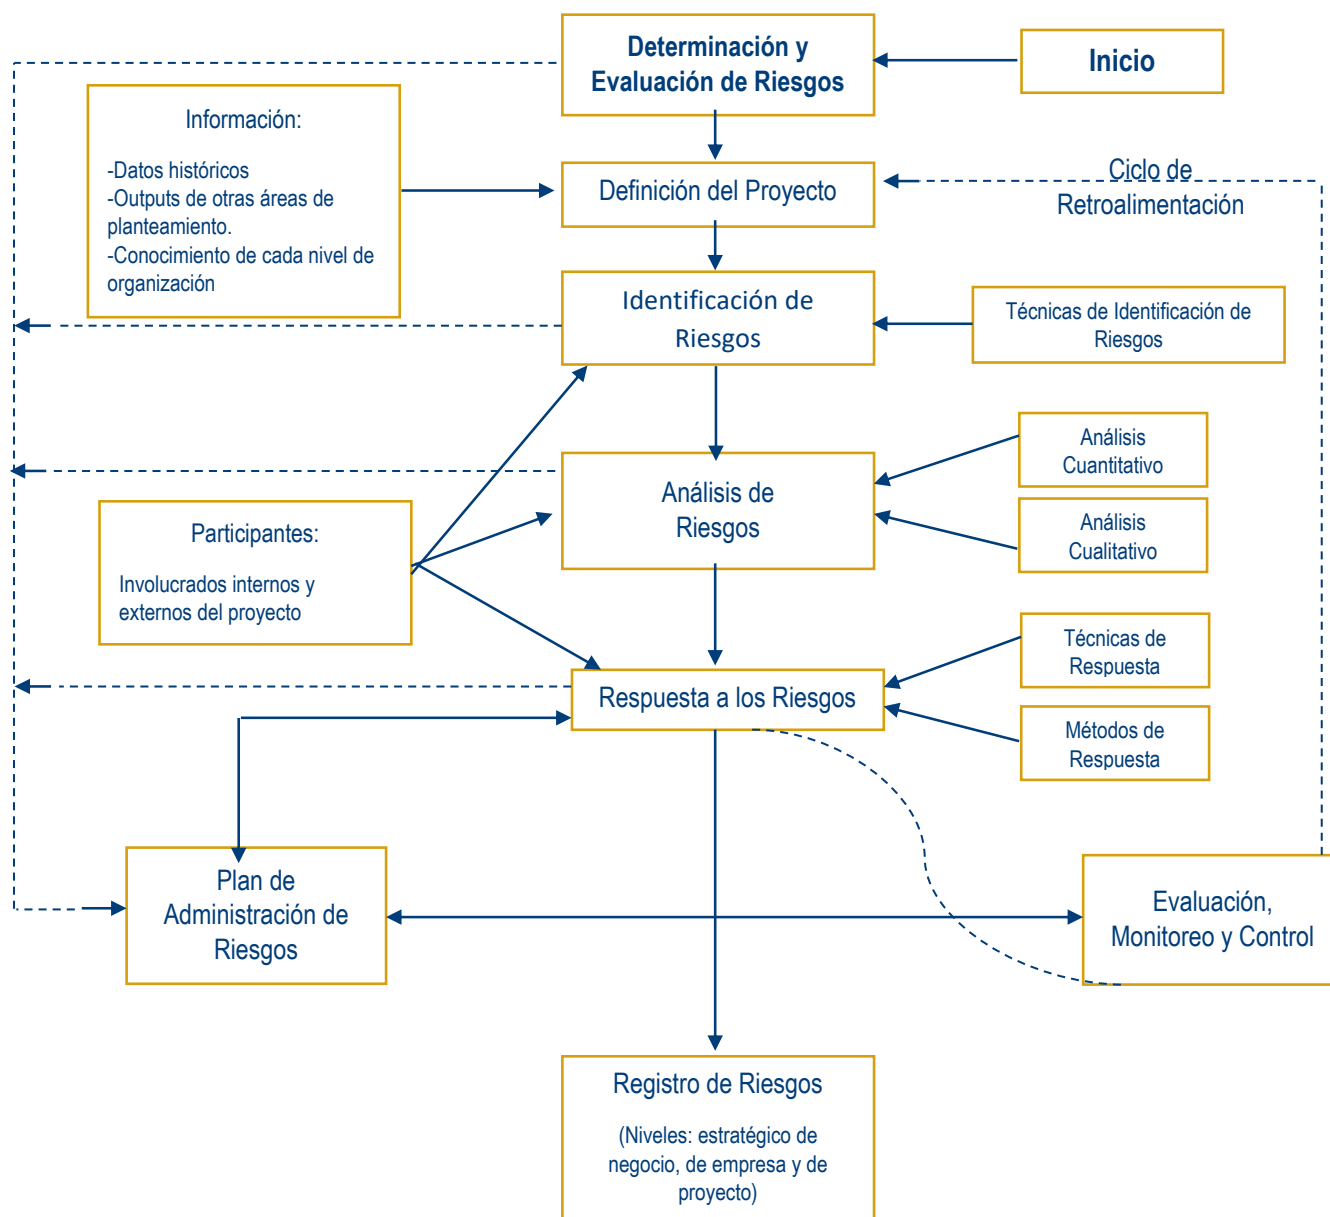 Determinación y
Evaluación de Riesgos
Inicio
Información:
-Datos históricos
-Outputs de otras áreas de
planteamiento.
-Conocimiento de cada nivel de
organización
Definición del Proyecto
Ciclo de
Retroalimentación
Identificación de
Riesgos
Técnicas de Identificación de
Riesgos
Análisis de
Riesgos
Análisis
Cuantitativo
Análisis
Cualitativo
Participantes:
Involucrados internos y
externos del proyecto
Respuesta a los Riesgos
Técnicas de
Respuesta
Métodos de
Respuesta
Plan de
Administración de
Riesgos
Evaluación,
Monitoreo y Control
Registro de Riesgos
(Niveles: estratégico de
negocio, de empresa y de
proyecto)